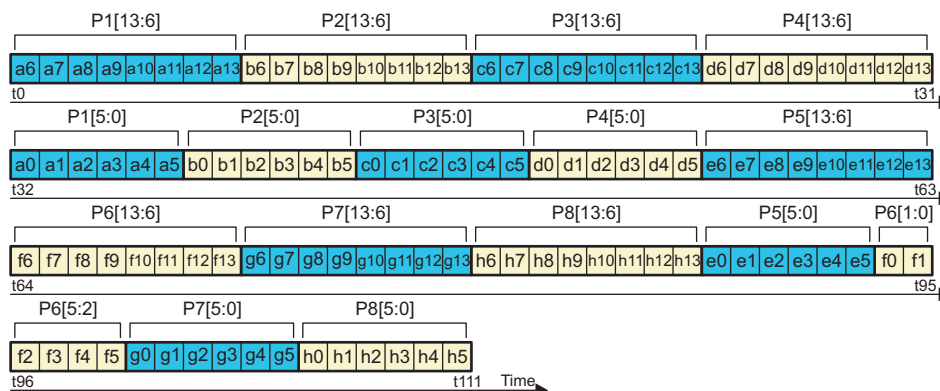 P1[13:6] P2[13:6] P3[13:6] P4[13:6]
a6 a7 a8 a9 a10 a11 a12 a13 b6 b7 b8 b9 b10 b11 b12 b13 c6 c7 c8 c9 c10 c11 c12 c13 d6 d7 d8 d9 d10 d11 d12 d13
t0 t31
P1[5:0] P2[5:0] P3[5:0] P4[5:0] P5[13:6]
a0 a1 a2 a3 a4 a5 b0 b1 b2 b3 b4 b5 c0 c1 c2 c3 c4 c5 d0 d1 d2 d3 d4 d5 e6 e7 e8 e9 e10 e11 e12 e13
t32 t63
P6[13:6] P7[13:6] P8[13:6] P5[5:0] P6[1:0]
f6 f7 f8 f9 f10 f11 f12 f13 g6 g7 g8 g9 g10 g11 g12 g13 h6 h7 h8 h9 h10 h11 h12 h13 e0 e1 e2 e3 e4 e5 f0 f1
t64 t95
P6[5:2] P7[5:0] P8[5:0]
f2 f3 f4 f5 g0 g1 g2 g3 g4 g5 h0 h1 h2 h3 h4 h5
t96 t111 Time